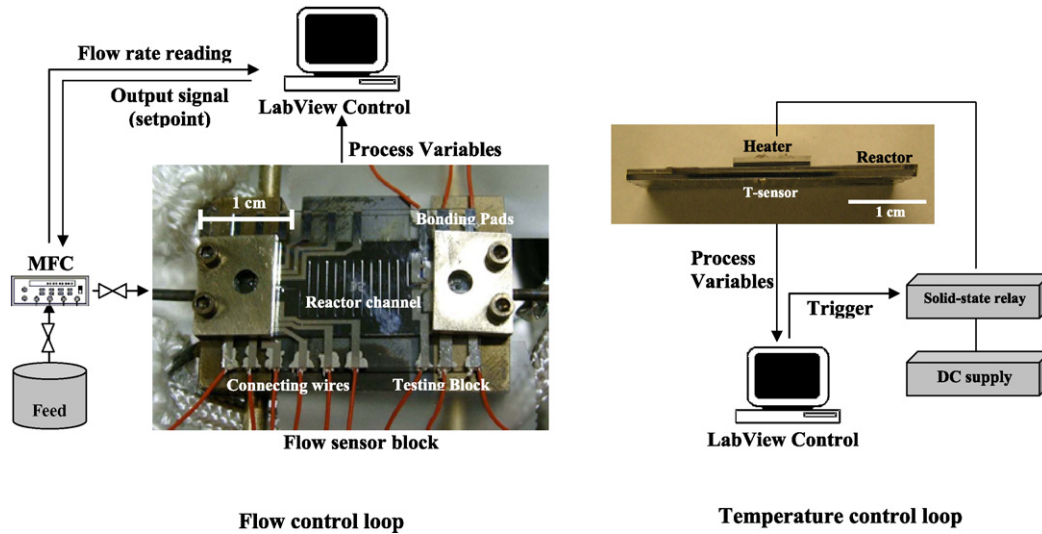 Flow rate reading
Output signal
(setpoint)
LabView Control
Process Variables
1 cm
Bonding Pads
MFC
Reactor channel
Connecting wires
Testing Block
Feed
Flow sensor block
Flow control loop
Heater
Reactor
T-sensor
1 cm
Process
Variables
Trigger
Solid-state relay
DC supply
LabView Control
Temperature control loop